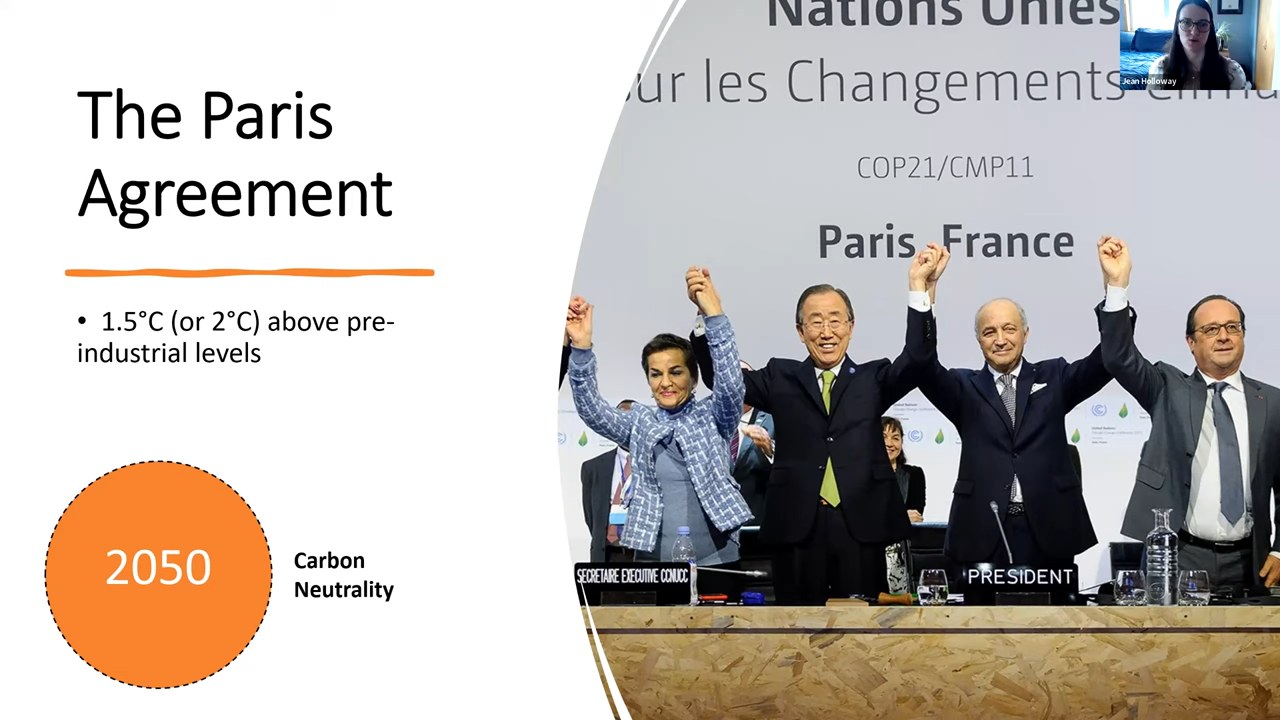 The Paris
Agreement
• 1.5°C (or 2°C) above pre-
industrial levels
2050
Carbon
Neutrality
Nations Unies
ur les Changements Clima
COP21/CMP11
Paris, France
SECRETAIRE EXECUTIVE CCNUCC
PRESIDENT
Jean Holloway